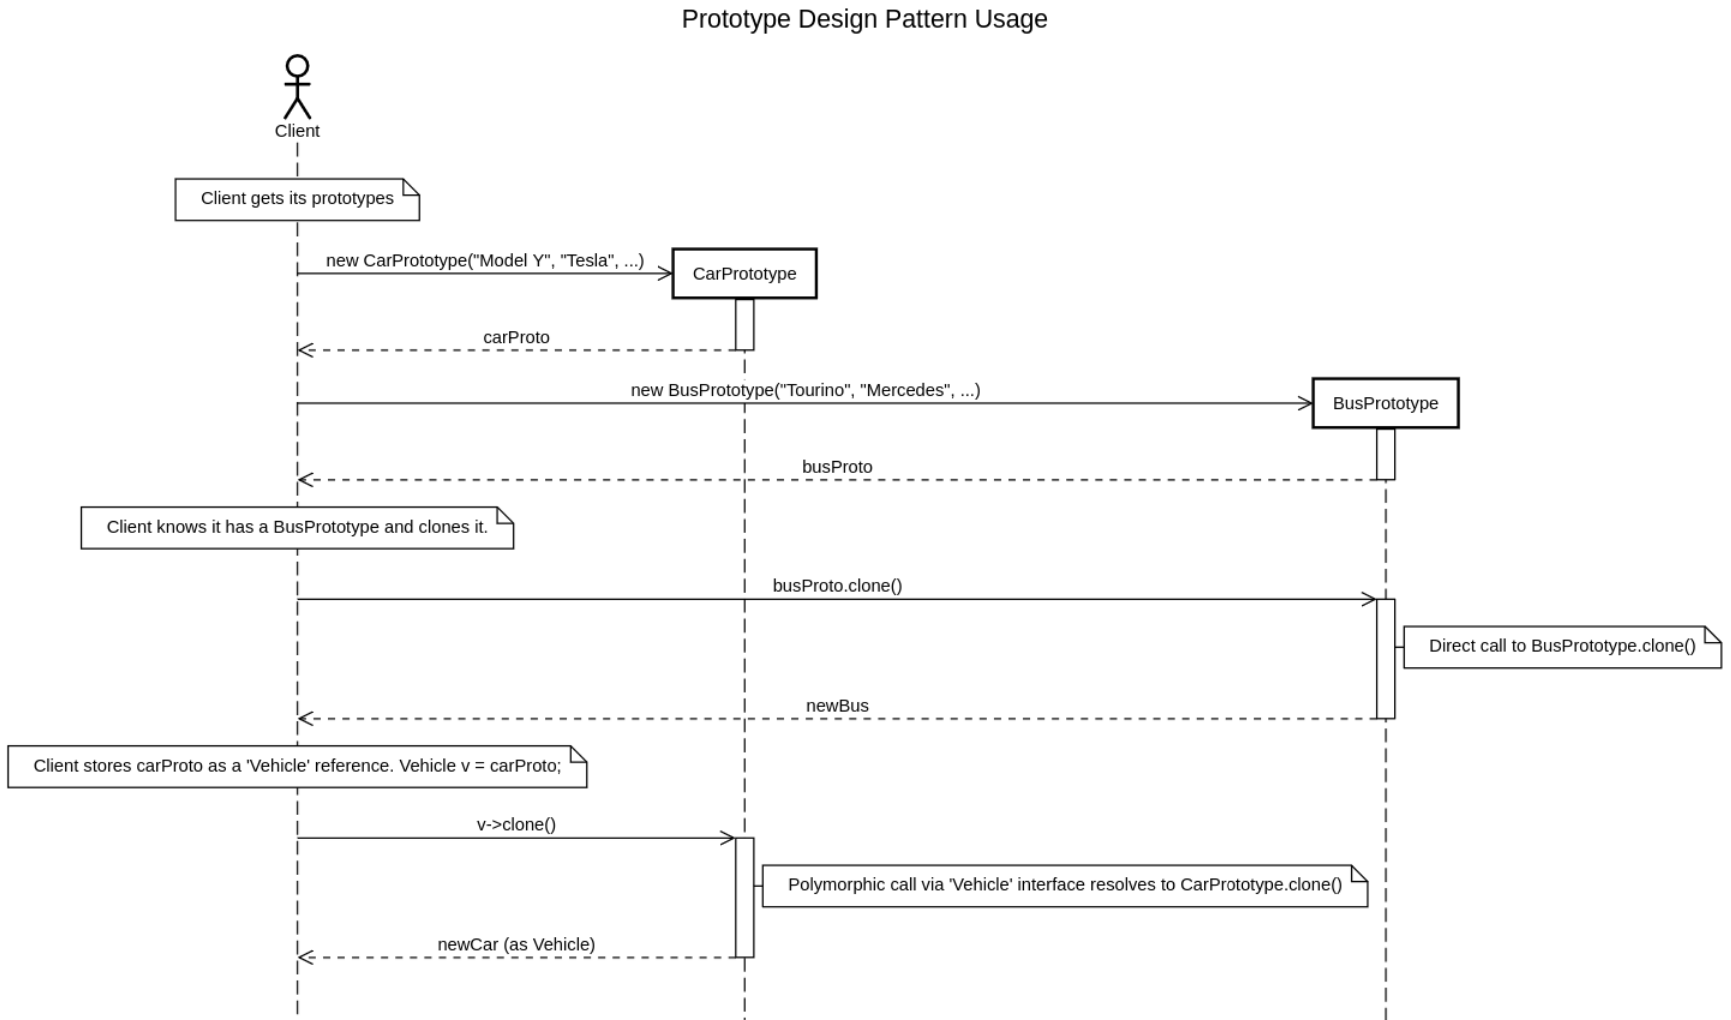 Prototype Design Pattern Usage
Client
Client gets its prototypes
new CarPrototype("Model Y", "Tesla", ...)
CarPrototype
carProto
new BusPrototype("Tourino", "Mercedes", ...)
BusPrototype
busProto
Client knows it has a BusPrototype and clones it.
busProto.clone()
Direct call to BusPrototype.clone()
newBus
Client stores carProto as a 'Vehicle' reference. Vehicle v = carProto;
v->clone()
Polymorphic call via 'Vehicle' interface resolves to CarPrototype.clone()
newCar (as Vehicle)